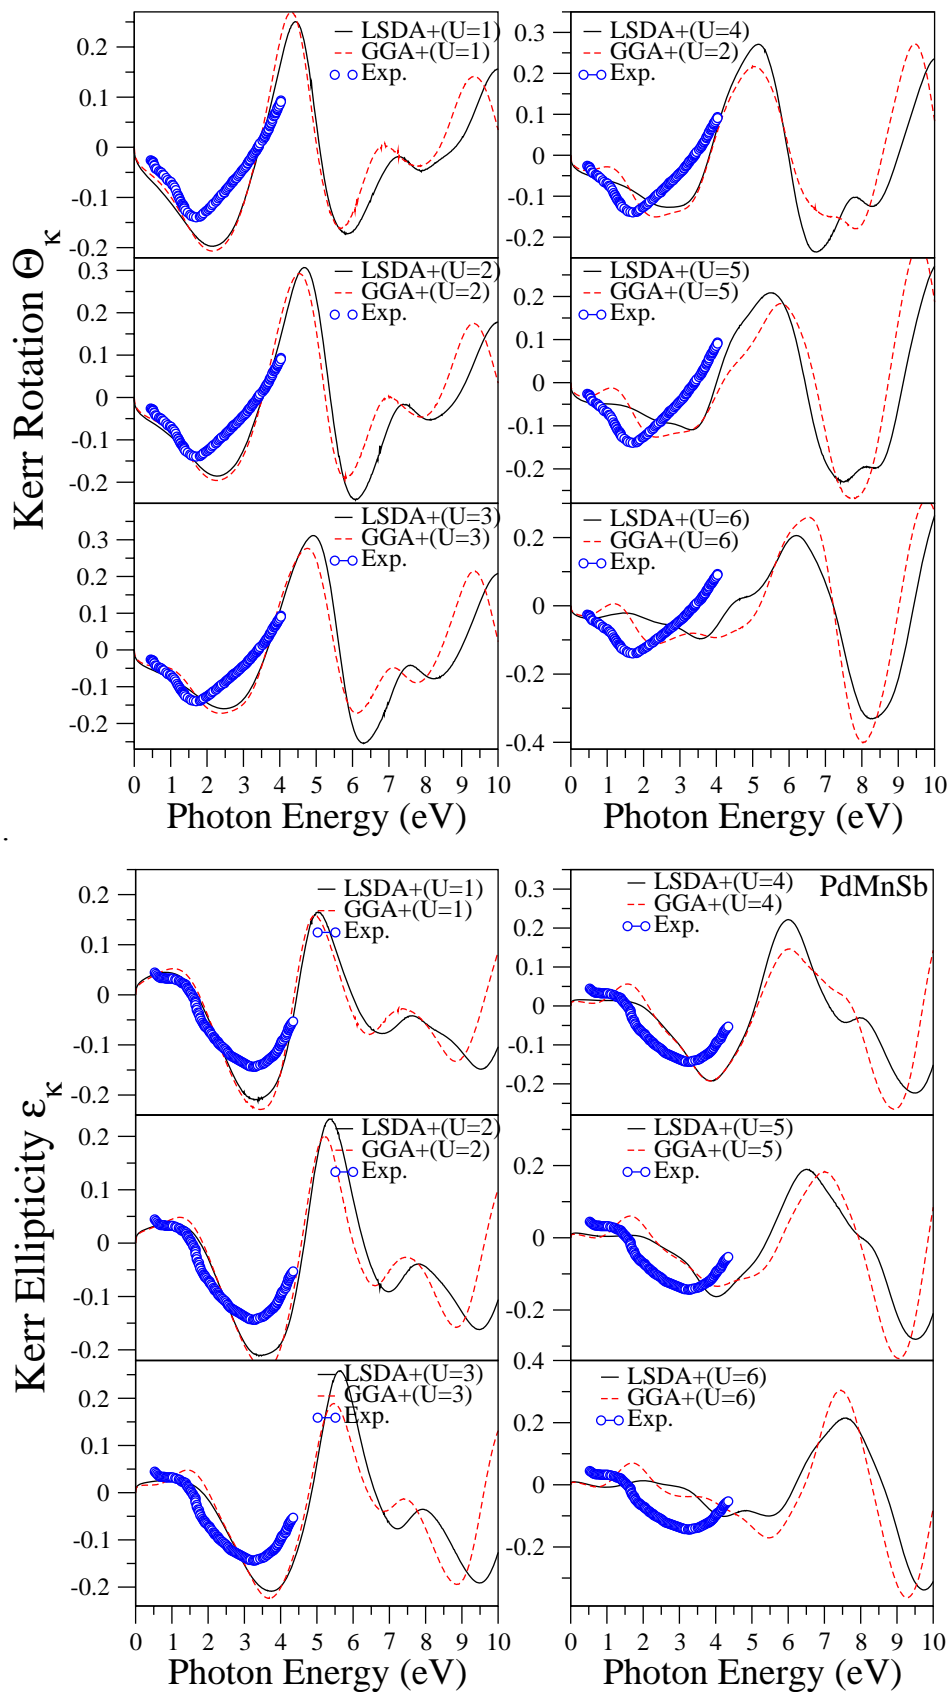 LSDA+(U=1)
GGA+(U=1)
Exp.
0.2
0.1
0
-0.1
-0.2
LSDA+(U=4)
GGA+(U=2)
Exp.
0.3
0.2
0.1
0
-0.1
-0.2
LSDA+(U=2)
GGA+(U=2)
Exp.
0.3
0.2
0.1
0
-0.1
-0.2
LSDA+(U=5)
GGA+(U=5)
Exp.
0.2
0
-0.2
LSDA+(U=3)
GGA+(U=3)
Exp.
0.3
0.2
0.1
0
-0.1
-0.2
LSDA+(U=6)
GGA+(U=6)
Exp.
0.2
0
-0.2
-0.4
Kerr Rotation Θκ
0 1 2 3 4 5 6 7 8 9 10
Photon Energy (eV)
0 1 2 3 4 5 6 7 8 9 10
Photon Energy (eV)
.
LSDA+(U=1)
GGA+(U=1)
Exp.
0.2
0.1
0
-0.1
-0.2
LSDA+(U=4)
GGA+(U=4)
Exp.
PdMnSb
0.3
0.2
0.1
0
-0.1
-0.2
LSDA+(U=2)
GGA+(U=2)
Exp.
0.2
0.1
0
-0.1
-0.2
LSDA+(U=5)
GGA+(U=5)
Exp.
0.2
0
-0.2
LSDA+(U=3)
GGA+(U=3)
Exp.
0.2
0.1
0
-0.1
-0.2
LSDA+(U=6)
GGA+(U=6)
Exp.
0.4
0.2
0
-0.2
Kerr Ellipticity εκ
0 1 2 3 4 5 6 7 8 9 10
Photon Energy (eV)
0 1 2 3 4 5 6 7 8 9 10
Photon Energy (eV)